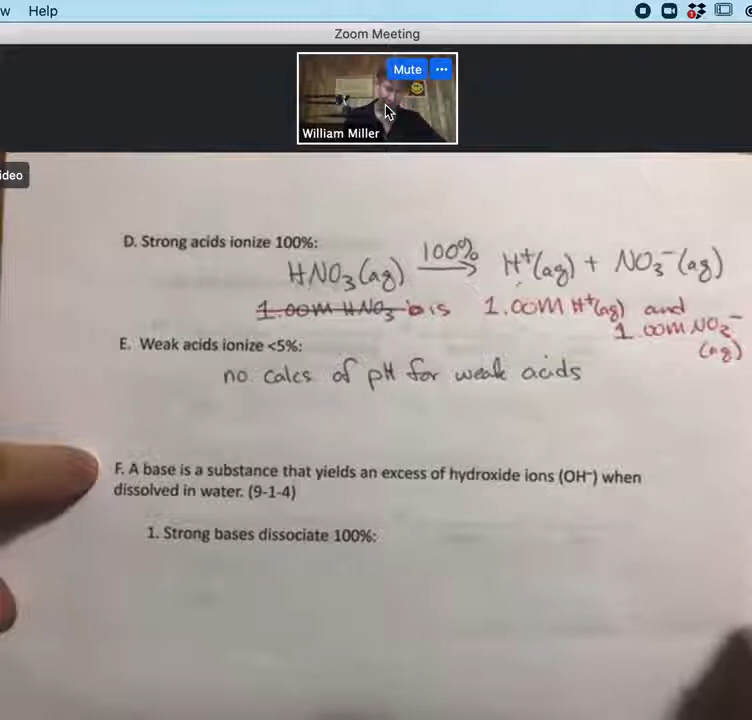 w Help
Zoom Meeting
Mute ...
William Miller
ideo
D. Strong acids ionize 100%:
HNO₃(aq) 100%→ H⁺(aq) + NO₃⁻(aq)
1.00M HNO₃ is 1.00M H⁺(aq) and
1.00M NO₃⁻
(aq)
E. Weak acids ionize <5%:
no calcs of pH for weak acids
F. A base is a substance that yields an excess of hydroxide ions (OH⁻) when
dissolved in water. (9-1-4)
1. Strong bases dissociate 100%: